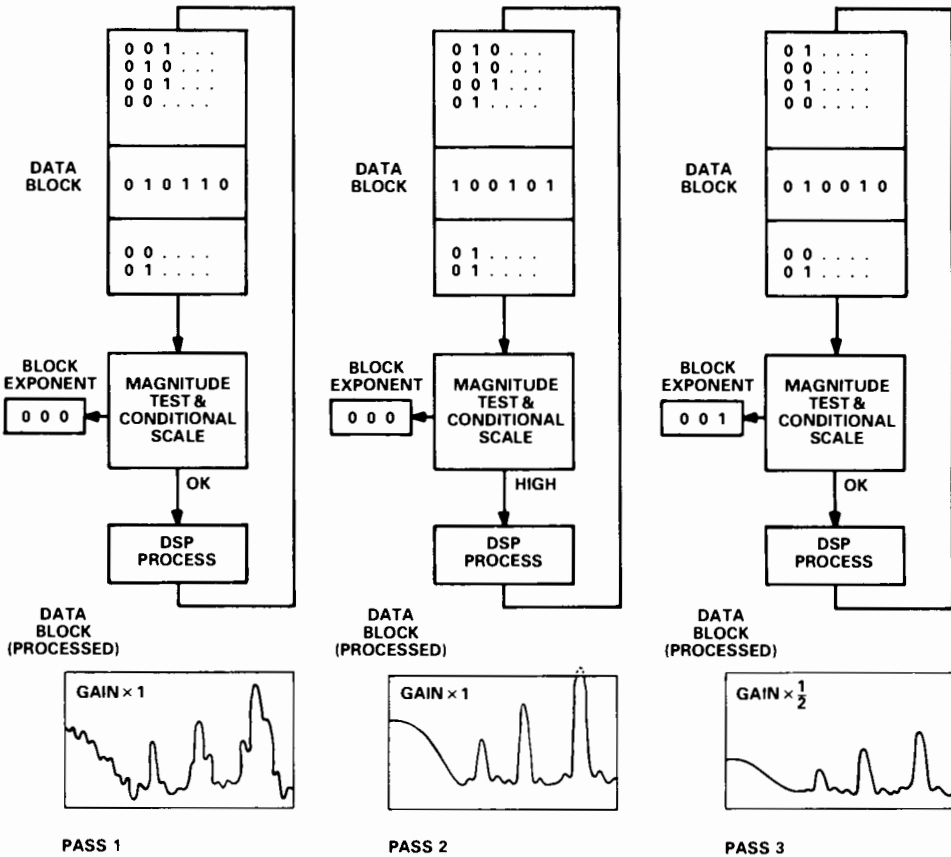 0 0 1 . . .
0 1 0 . . .
0 0 1 . . .
0 0 . . . .
DATA
BLOCK
0 1 0 1 1 0
0 0 . . . .
0 1 . . . .
BLOCK
EXPONENT
0 0 0
MAGNITUDE
TEST &
CONDITIONAL
SCALE
OK
DSP
PROCESS
DATA
BLOCK
(PROCESSED)
GAIN × 1
PASS 1
0 1 0 . . .
0 1 0 . . .
0 0 1 . . .
0 1 . . . .
DATA
BLOCK
1 0 0 1 0 1
0 1 . . . .
0 1 . . . .
BLOCK
EXPONENT
0 0 0
MAGNITUDE
TEST &
CONDITIONAL
SCALE
HIGH
DSP
PROCESS
DATA
BLOCK
(PROCESSED)
GAIN × 1
PASS 2
0 1 . . . .
0 0 . . . .
0 1 . . . .
0 0 . . . .
DATA
BLOCK
0 1 0 0 1 0
0 0 . . . .
0 1 . . . .
BLOCK
EXPONENT
0 0 1
MAGNITUDE
TEST &
CONDITIONAL
SCALE
OK
DSP
PROCESS
DATA
BLOCK
(PROCESSED)
GAIN × 1/2
PASS 3